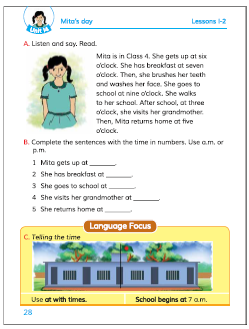 Unit 14
Mita's day
Lessons 1-2
A. Listen and say. Read.
Mita is in Class 4. She gets up at six
o'clock. She has breakfast at seven
o'clock. Then, she brushes her teeth
and washes her face. She goes to
school at nine o'clock. She walks
to her school. After school, at three
o'clock, she visits her grandmother.
Then, Mita returns home at five
o'clock.
B. Complete the sentences with the time in numbers. Use a.m. or
p.m.
1 Mita gets up at _______.
2 She has breakfast at _______.
3 She goes to school at _______.
4 She visits her grandmother at _______.
5 She returns home at _______.
Language Focus
C. Telling the time
Use at with times.
School begins at 7 a.m.
28